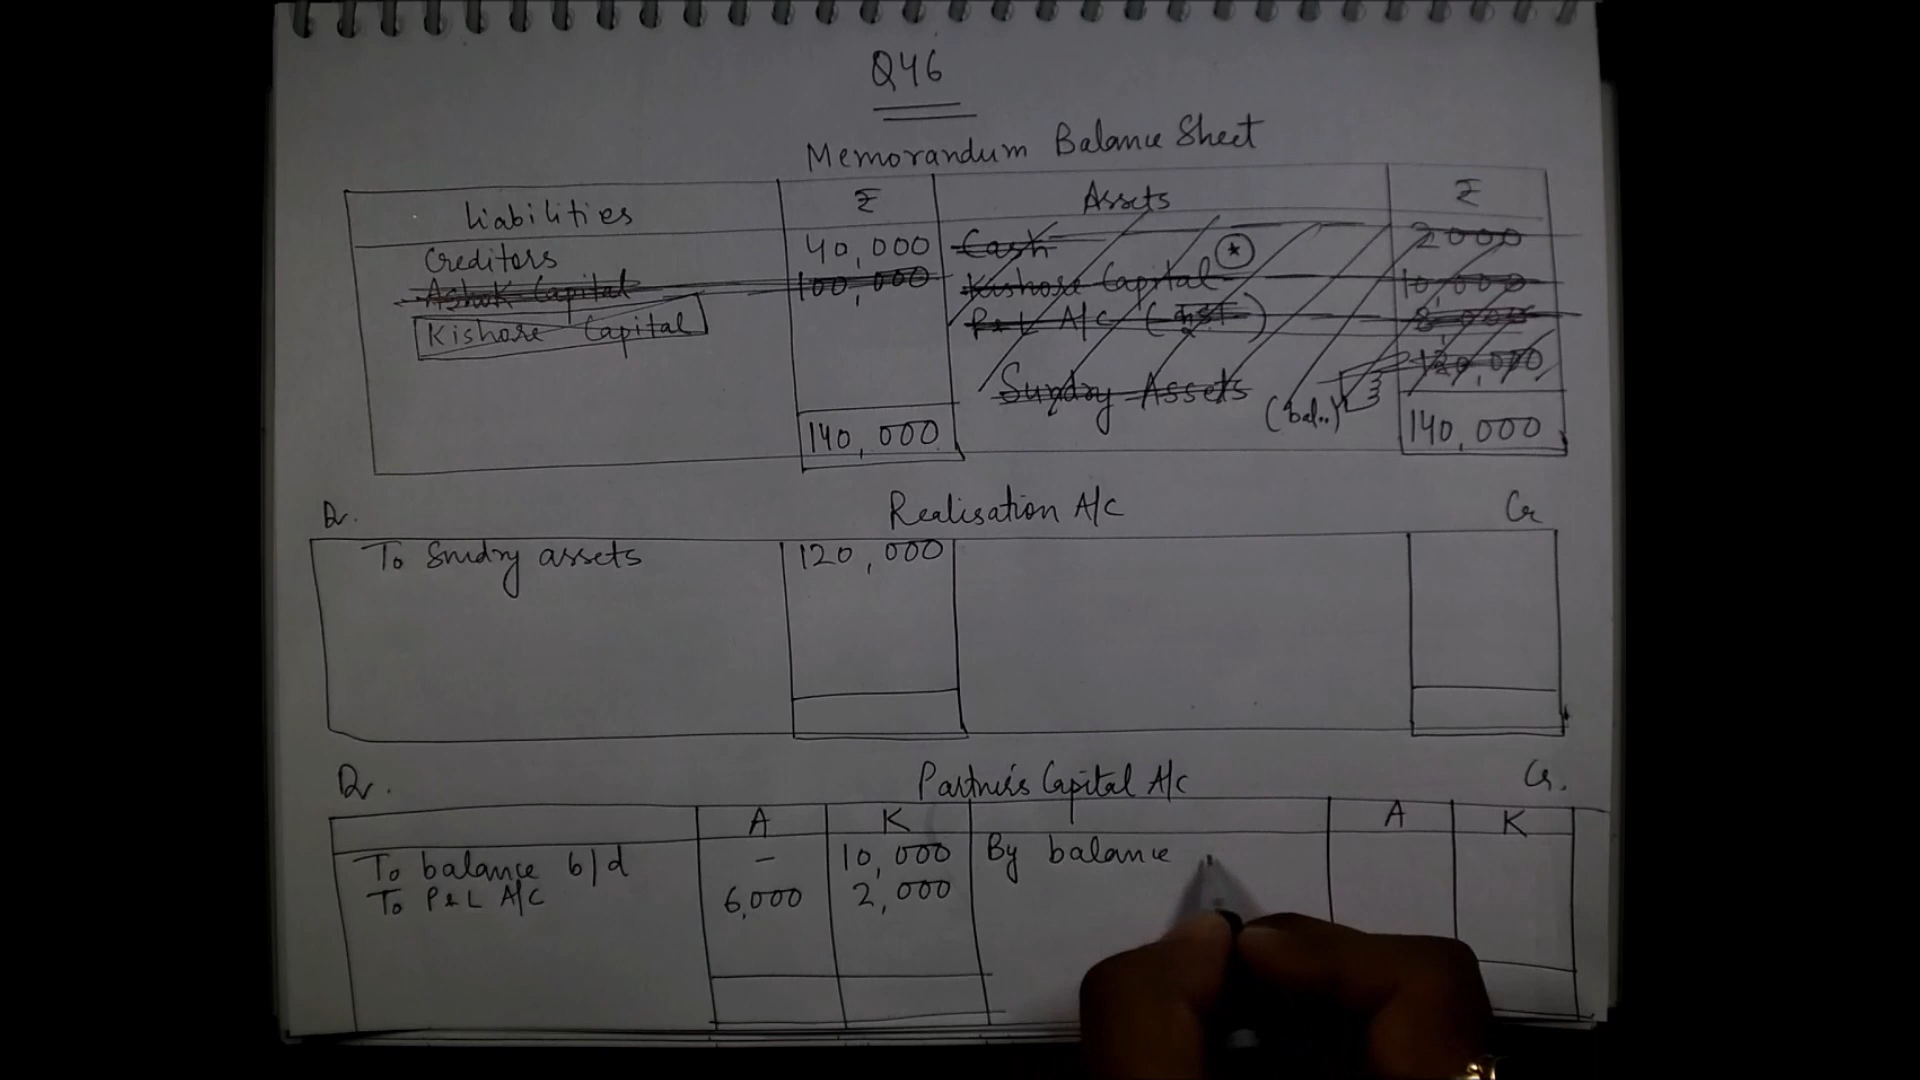 Q46
Memorandum Balance Sheet
Liabilities ₹ Assets ₹
Creditors 40,000 Cash 2000
Ashok Capital 100,000 Kishore Capital * 10,000
Kishore Capital P&L A/c 8,000
Sundry Assets (bal..) 120,000
140,000 140,000
Dr. Realisation A/c Cr
To Sundry assets 120,000
Dr. Partner's Capital A/c Cr.
A K A K
To balance b/d — 10,000 By balance
To P&L A/c 6,000 2,000